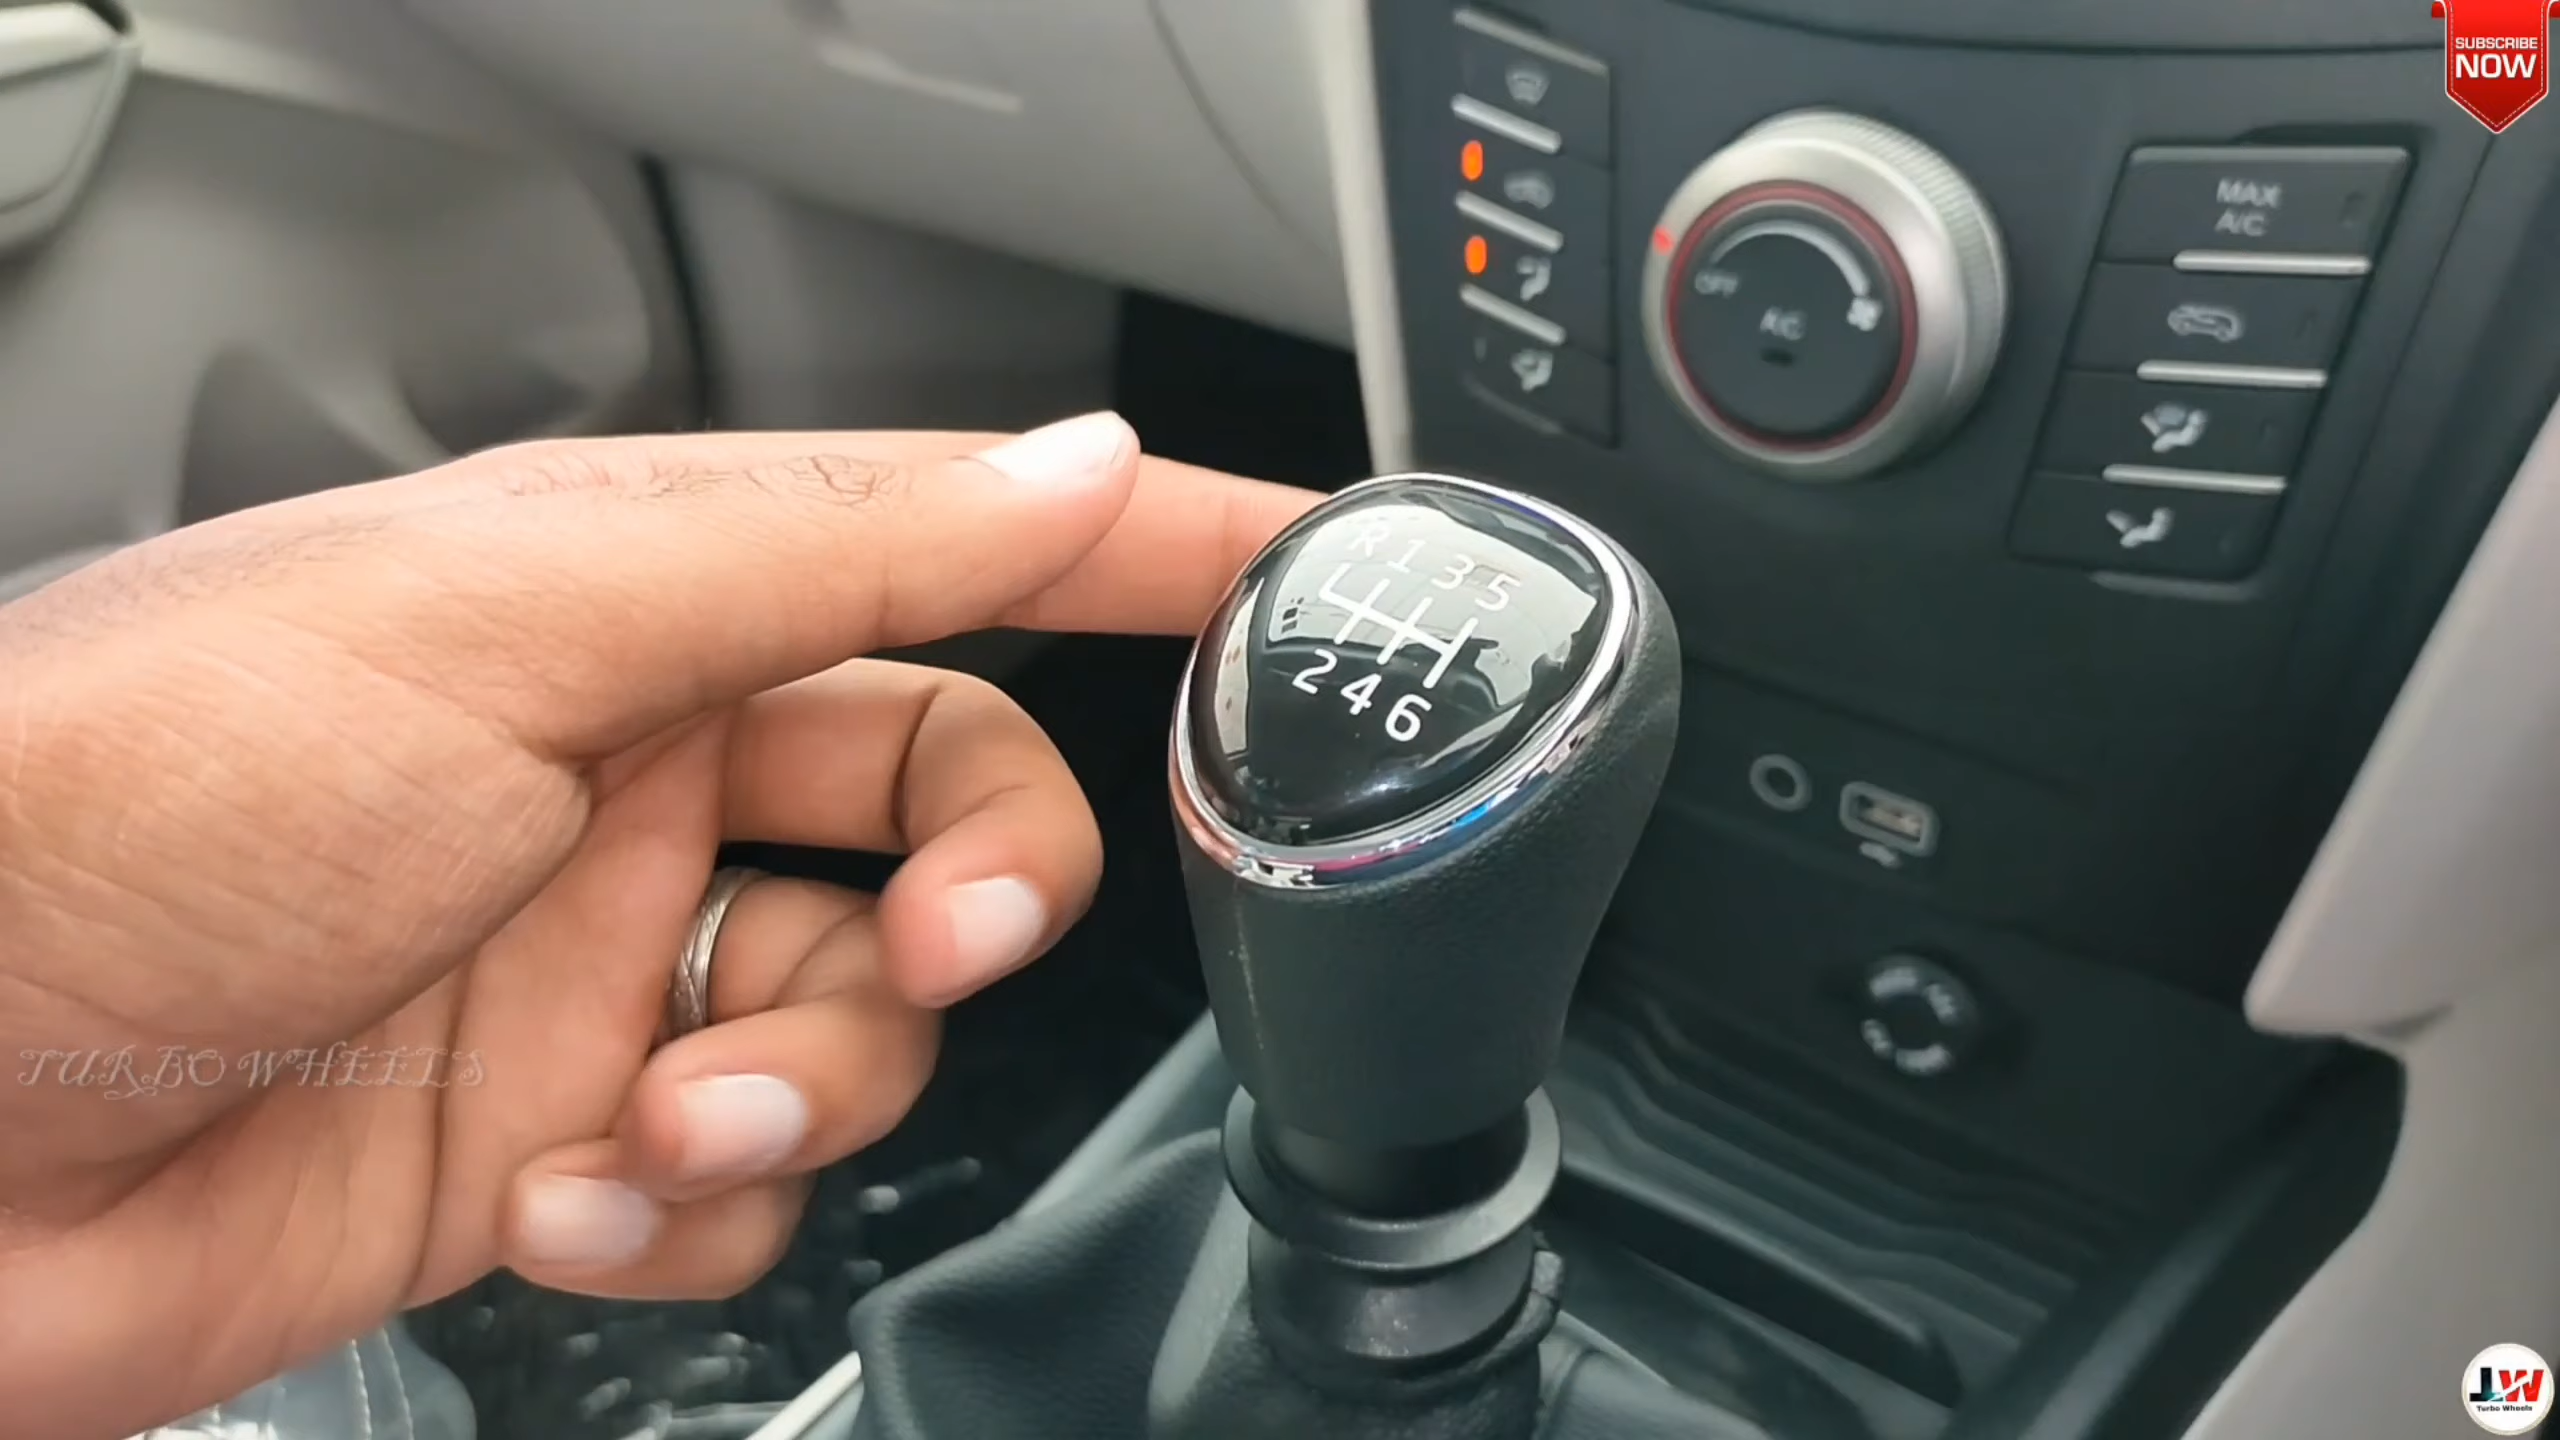 SUBSCRIBE
NOW
MAX
A/C
OFF
A/C
R 1 3 5
2 4 6
TURBO WHEELS
Turbo Wheels